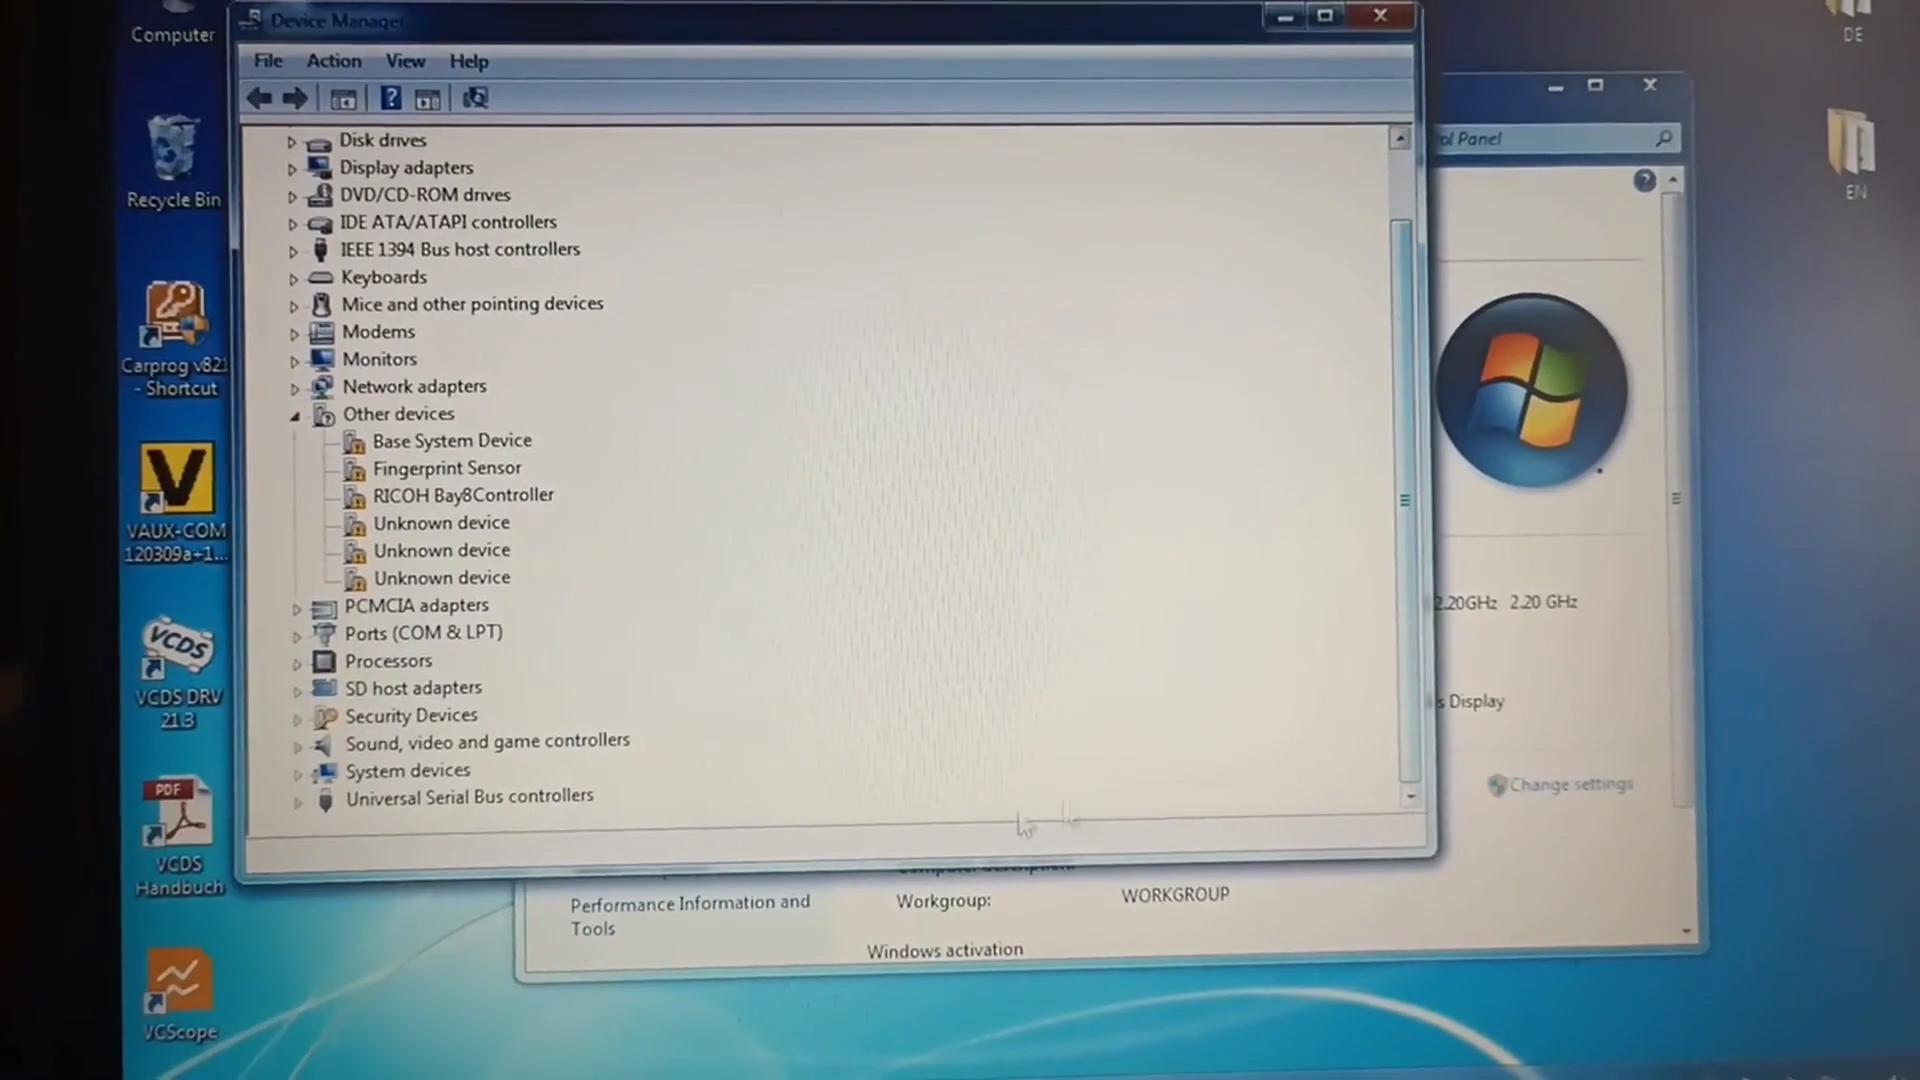 Computer
Recycle Bin
Carprog v821
- Shortcut
VAUX-COM
120309a+1...
VCDS
VCDS DRV
21.3
PDF
VCDS
Handbuch
VCScope
Device Manager
File Action View Help
Disk drives
Display adapters
DVD/CD-ROM drives
IDE ATA/ATAPI controllers
IEEE 1394 Bus host controllers
Keyboards
Mice and other pointing devices
Modems
Monitors
Network adapters
Other devices
Base System Device
Fingerprint Sensor
RICOH Bay8Controller
Unknown device
Unknown device
Unknown device
PCMCIA adapters
Ports (COM & LPT)
Processors
SD host adapters
Security Devices
Sound, video and game controllers
System devices
Universal Serial Bus controllers
ol Panel
2.20GHz 2.20 GHz
s Display
Change settings
Performance Information and
Tools
Workgroup: WORKGROUP
Windows activation
DE
EN